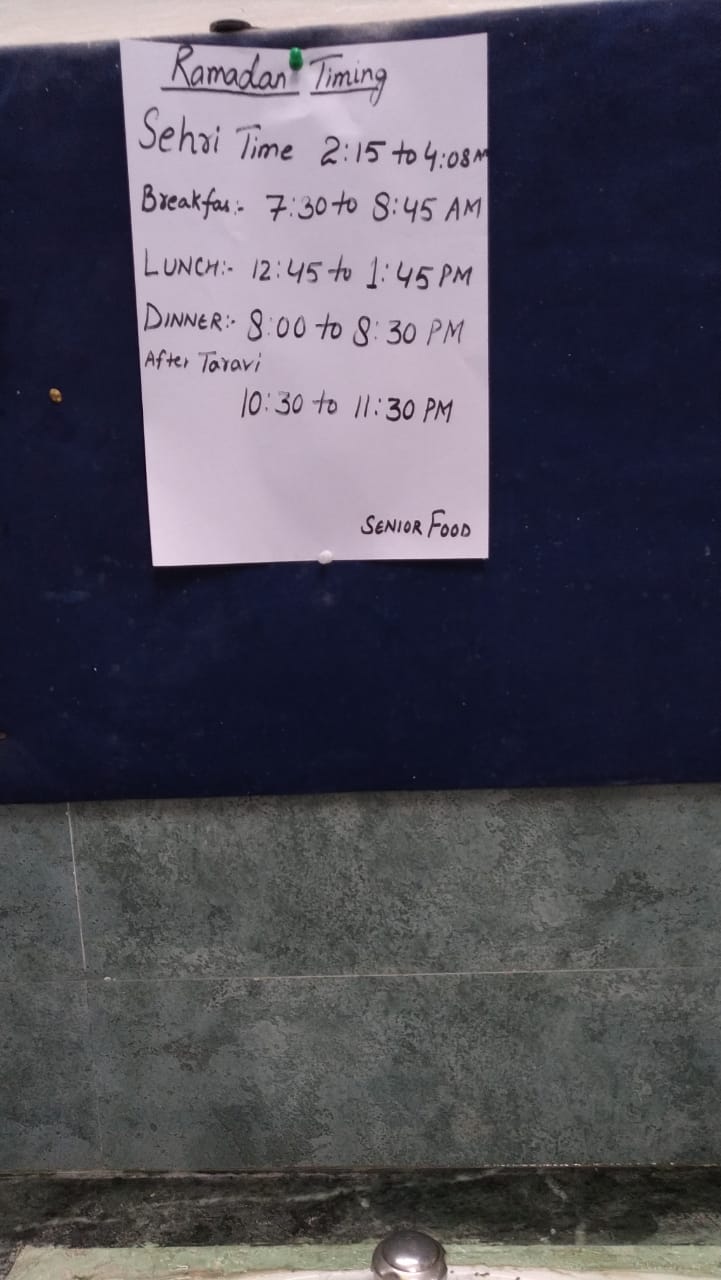 Ramadan Timing
Sehri Time 2:15 to 4:08 AM
Breakfas:- 7:30 to 8:45 AM
LUNCH:- 12:45 to 1:45 PM
DINNER:- 8:00 to 8:30 PM
After Taravi
10:30 to 11:30 PM
SENIOR FOOD